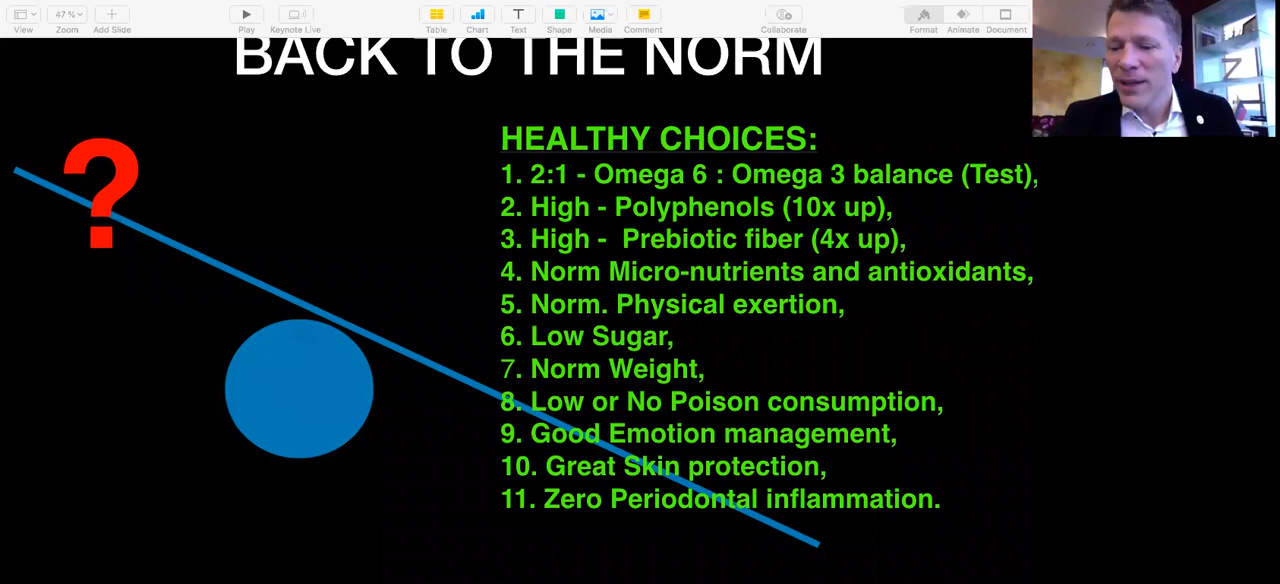 View
47 %
Zoom
Add Slide
Play
Keynote Live
Table
Chart
Text
Shape
Media
Comment
Collaborate
Format
Animate
Document
BACK TO THE NORM
?
HEALTHY CHOICES:
1. 2:1 - Omega 6 : Omega 3 balance (Test),
2. High - Polyphenols (10x up),
3. High -  Prebiotic fiber (4x up),
4. Norm Micro-nutrients and antioxidants,
5. Norm. Physical exertion,
6. Low Sugar,
7. Norm Weight,
8. Low or No Poison consumption,
9. Good Emotion management,
10. Great Skin protection,
11. Zero Periodontal inflammation.